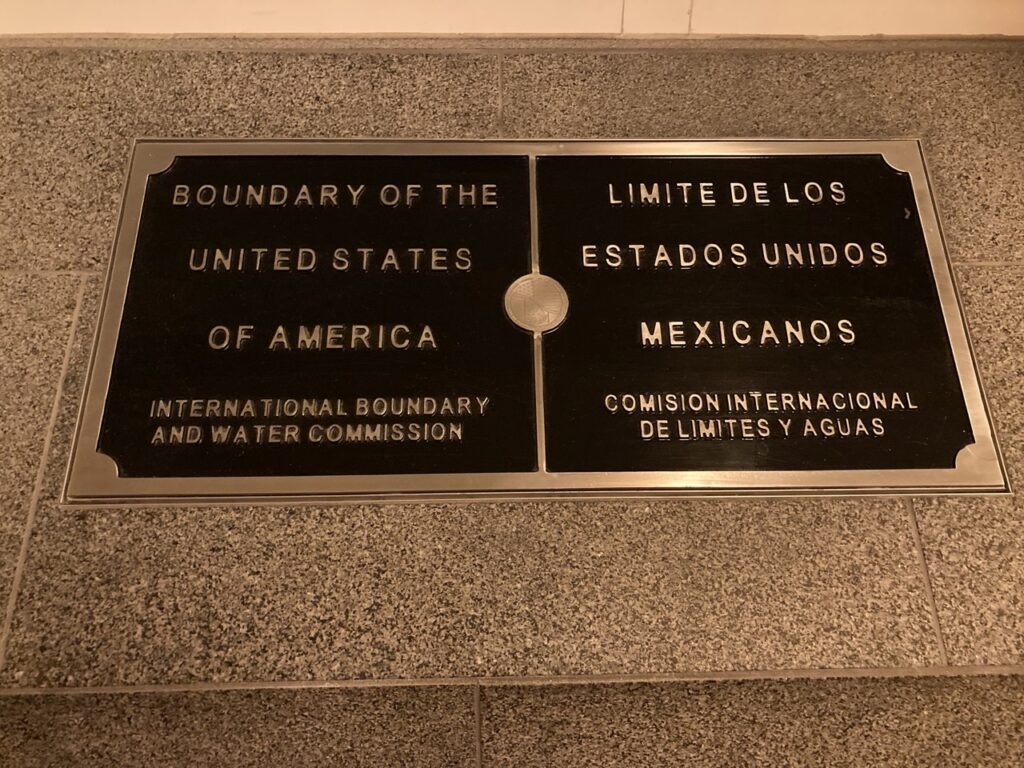 BOUNDARY OF THE
UNITED STATES
OF AMERICA
INTERNATIONAL BOUNDARY
AND WATER COMMISSION
LIMITE DE LOS
ESTADOS UNIDOS
MEXICANOS
COMISION INTERNACIONAL
DE LIMITES Y AGUAS